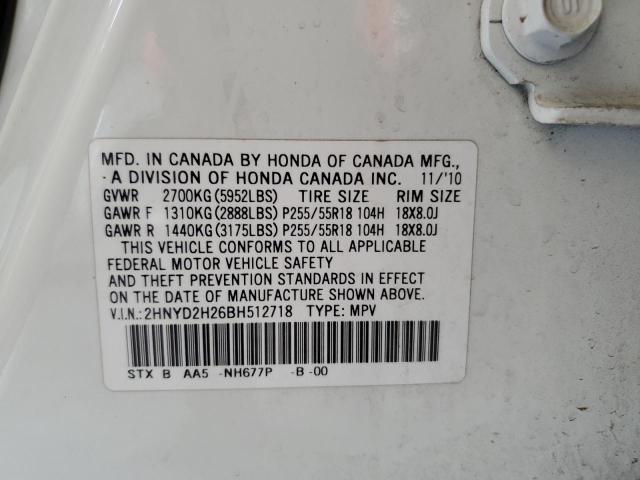 MFD. IN CANADA BY HONDA OF CANADA MFG.,
A DIVISION OF HONDA CANADA INC. 11/'10
GVWR 2700KG(5952LBS) TIRE SIZE RIM SIZE
GAWR F 1310KG(2888LBS) P255/55R18 104H 18X8.0J
GAWR R 1440KG(3175LBS) P255/55R18 104H 18X8.0J
THIS VEHICLE CONFORMS TO ALL APPLICABLE
FEDERAL MOTOR VEHICLE SAFETY
AND THEFT PREVENTION STANDARDS IN EFFECT
ON THE DATE OF MANUFACTURE SHOWN ABOVE.
V.I.N.:2HNYD2H26BH512718 TYPE: MPV
STX B AA5 -NH677P -B -00